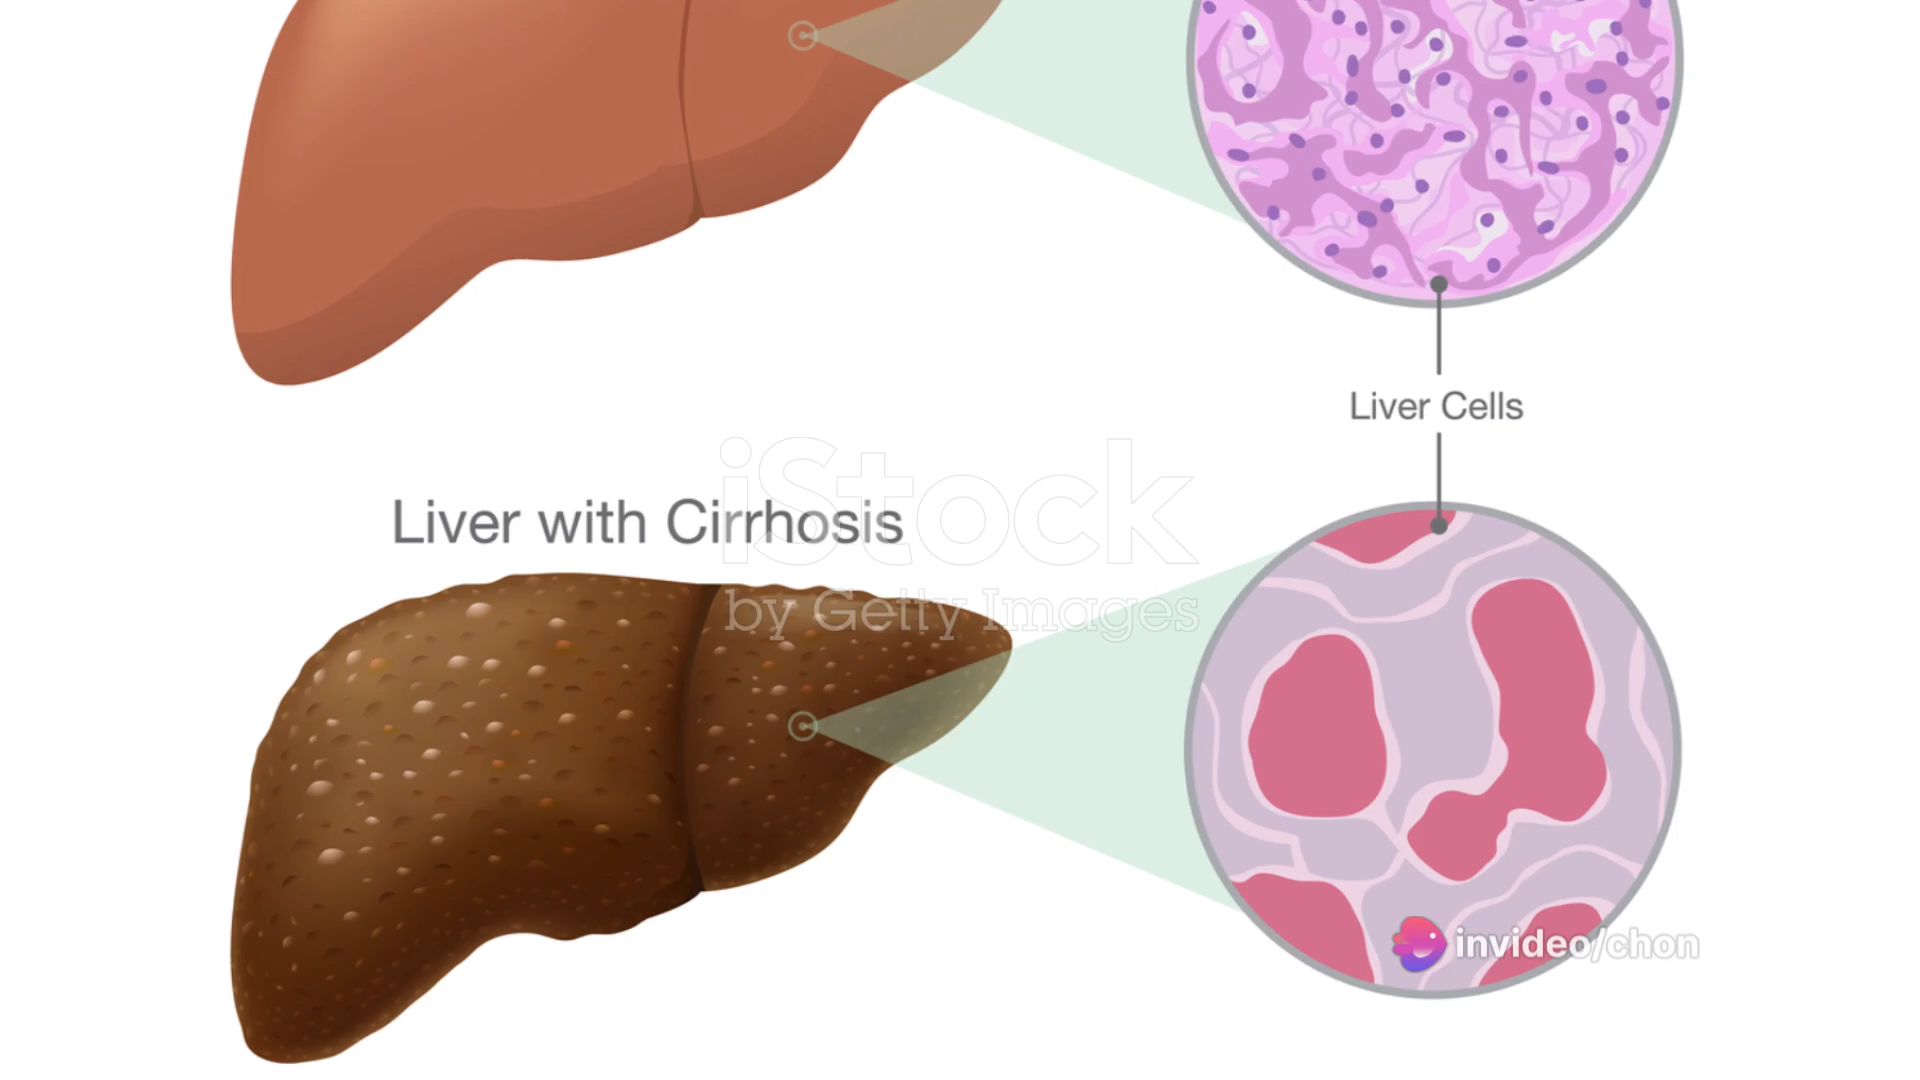 Liver Cells
iStock
Liver with Cirrhosis
by Getty Images
invideo/chon